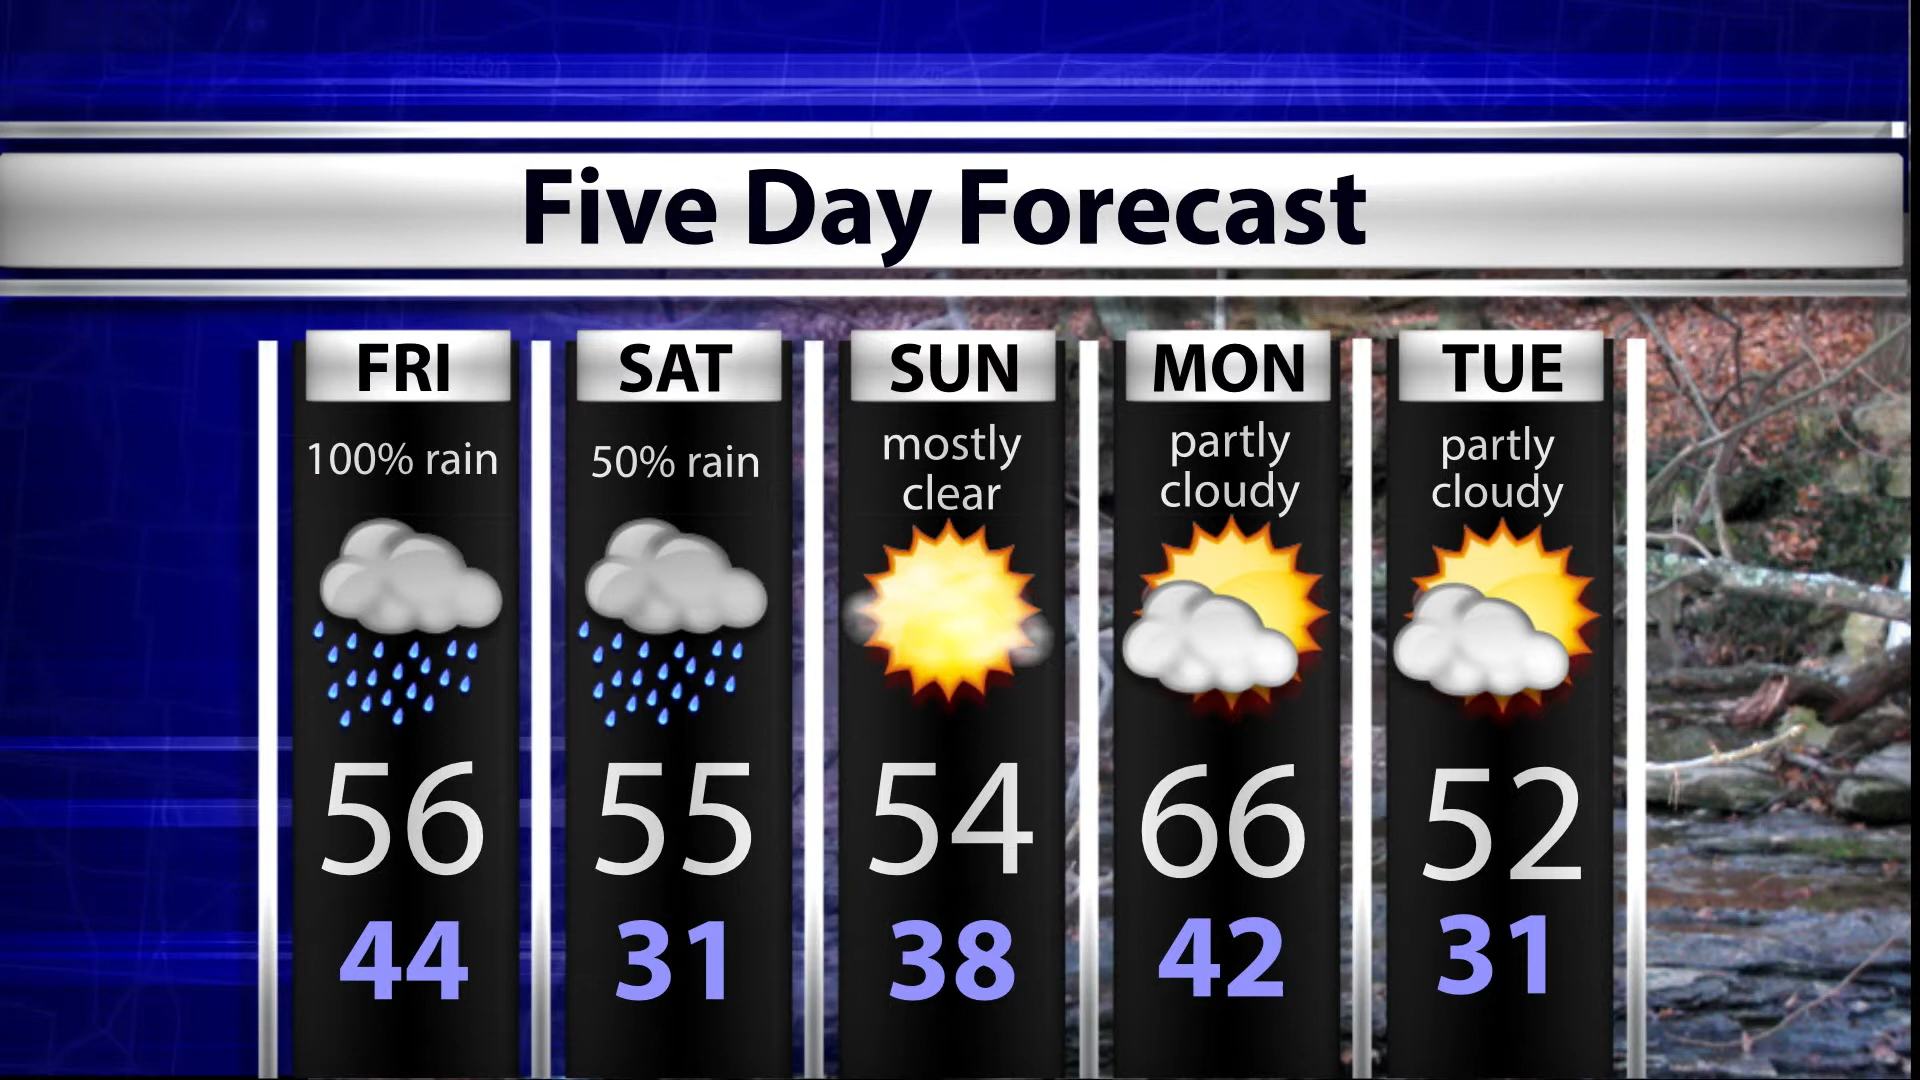 Five Day Forecast
FRI
100% rain
56
44
SAT
50% rain
55
31
SUN
mostly
clear
54
38
MON
partly
cloudy
66
42
TUE
partly
cloudy
52
31